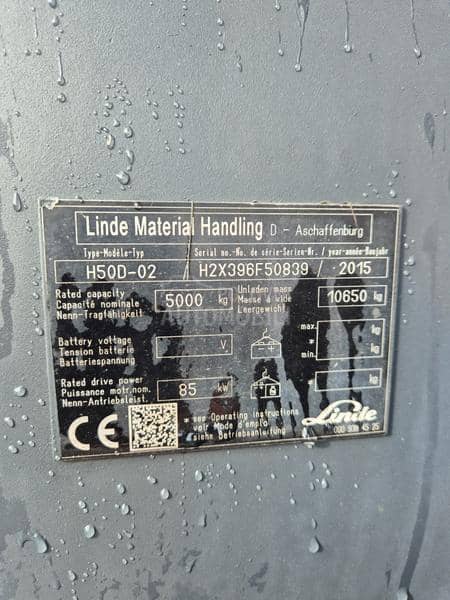 Linde Material Handling D - Aschaffenburg
Type-Modèle-Typ Serial no.-No. de série-Serien-Nr. / year-année-Baujahr
H50D-02 / H2X396F50839 / 2015
Rated capacity
Capacité nominale 5000 kg
Nenn-Tragfähigkeit
Unladen mass
Masse à vide 10650 kg
Leergewicht
Battery voltage
Tension batterie V
Batteriespannung
max. * kg
min. * kg
Rated drive power
Puissance motr.nom. 85 kW
Nenn-Antriebsleist.
* kg
* see Operating instructions
voir Mode d'emploi
siehe Betriebsanleitung
CE
Linde